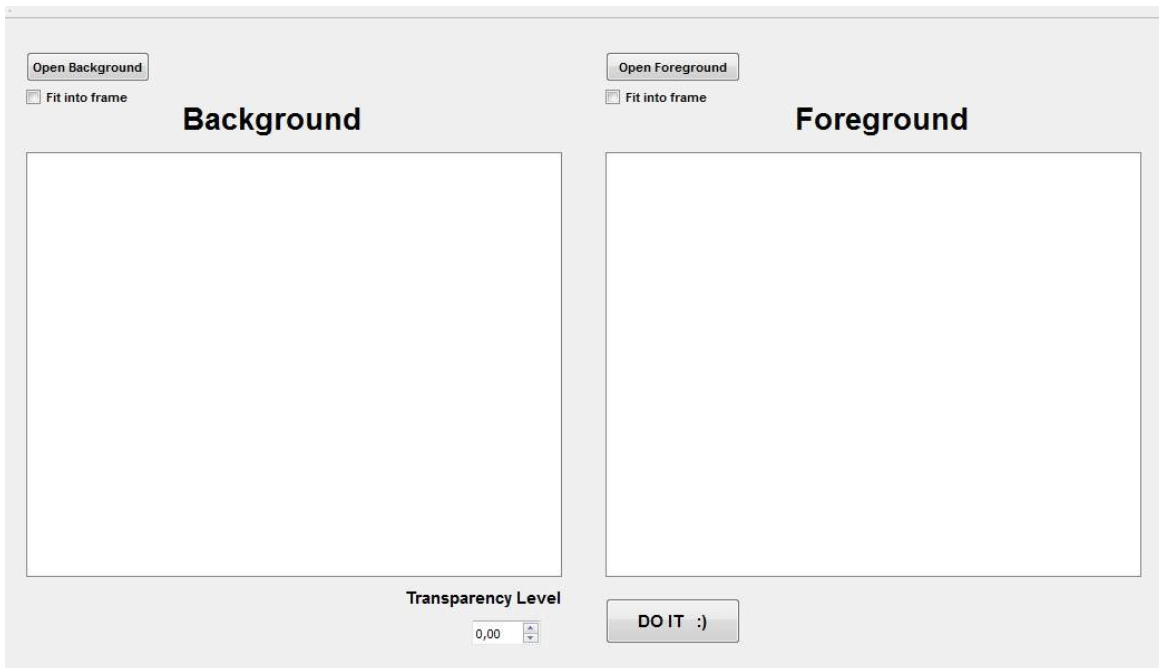 Open Background
Fit into frame
Background
Open Foreground
Fit into frame
Foreground
Transparency Level
0,00
DO IT :)